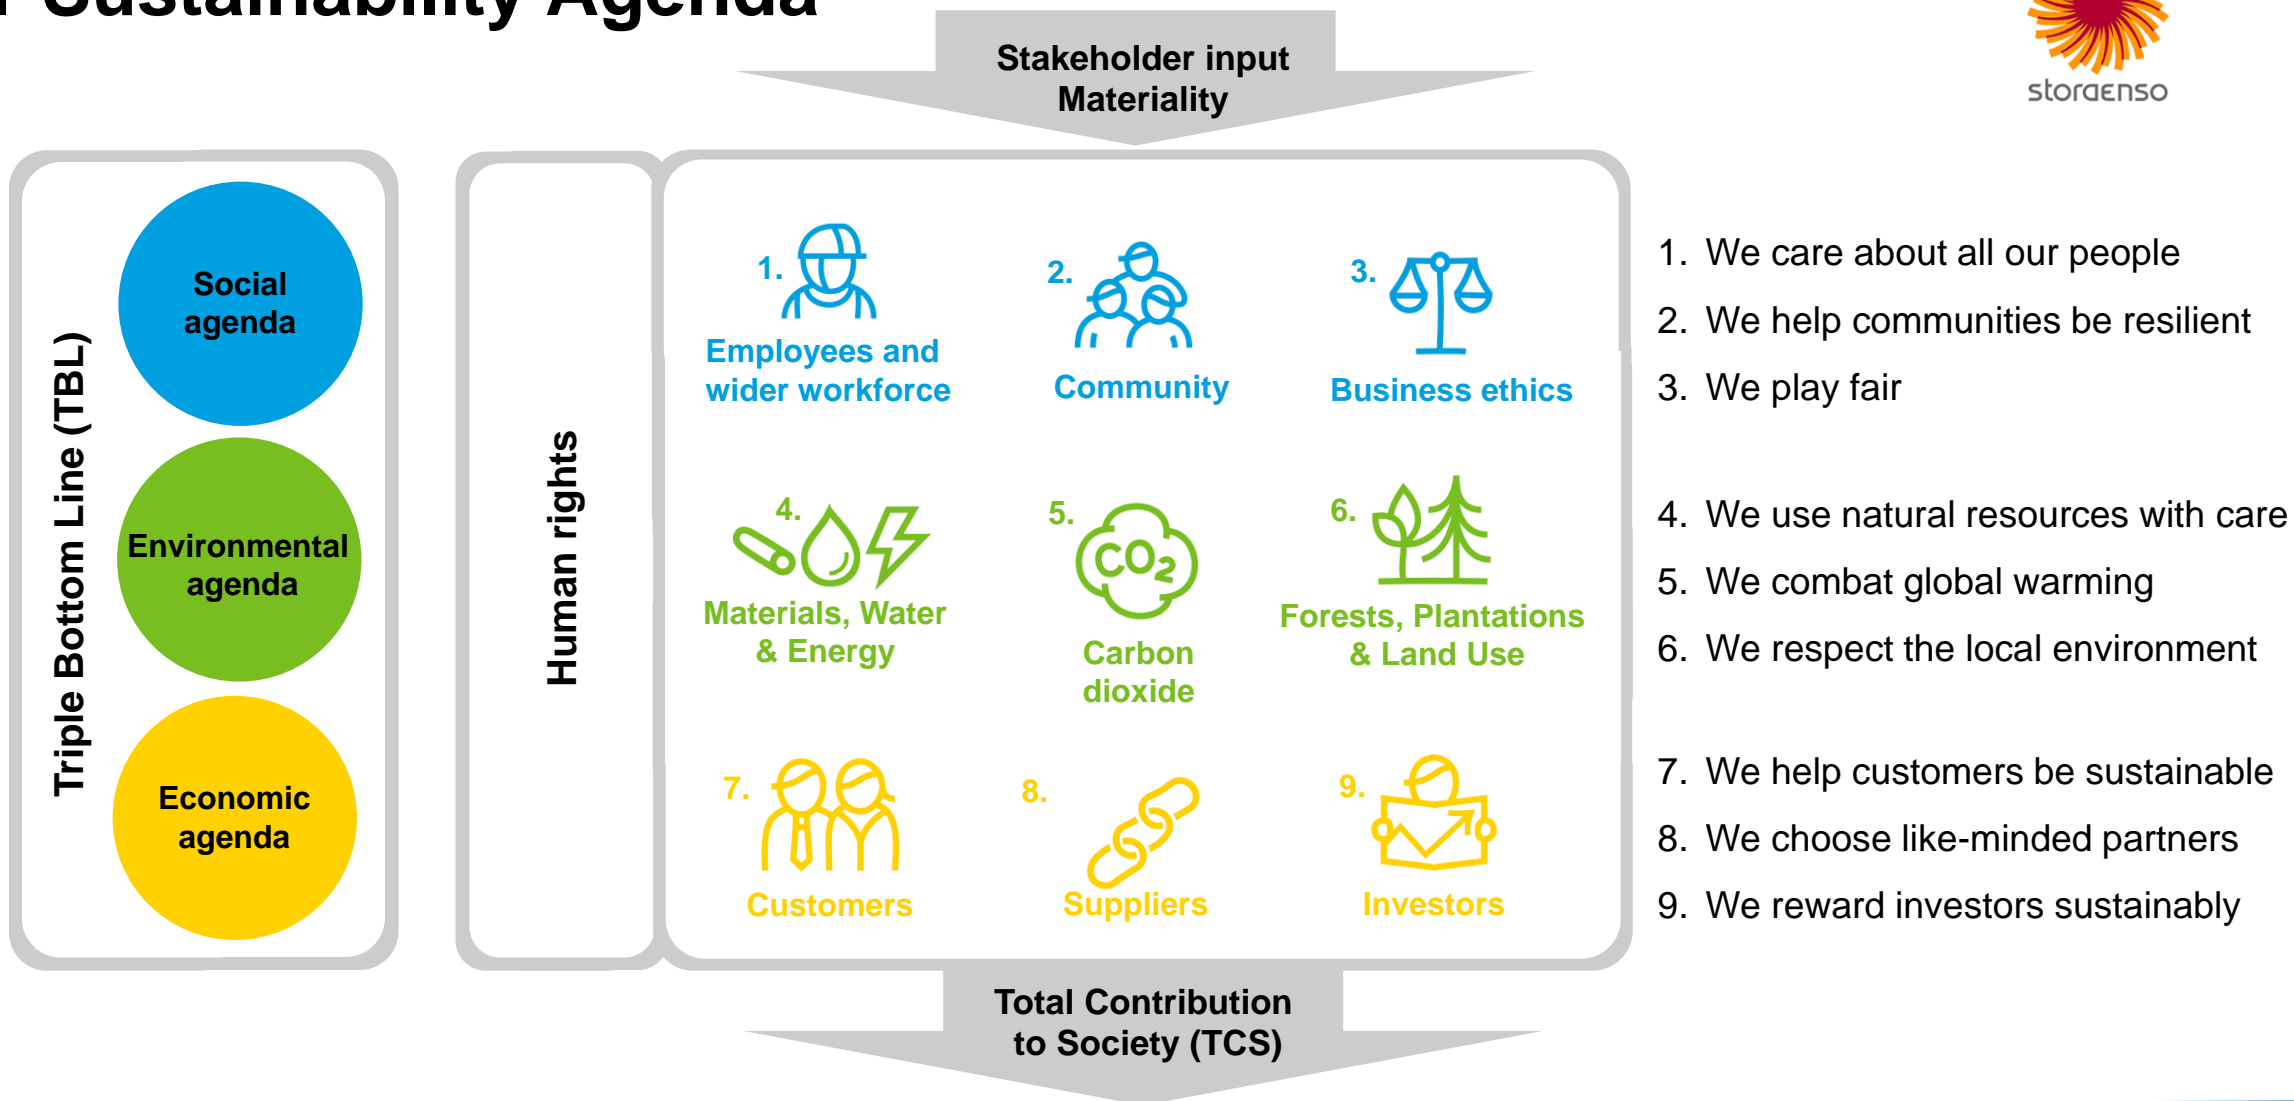 Sustainability Agenda
Stakeholder input
Materiality
storaenso
Triple Bottom Line (TBL)
Social
agenda
Environmental
agenda
Economic
agenda
Human rights
1.
Employees and
wider workforce
2.
Community
3.
Business ethics
4.
Materials, Water
& Energy
5.
CO2
Carbon
dioxide
6.
Forests, Plantations
& Land Use
7.
Customers
8.
Suppliers
9.
Investors
1. We care about all our people
2. We help communities be resilient
3. We play fair
4. We use natural resources with care
5. We combat global warming
6. We respect the local environment
7. We help customers be sustainable
8. We choose like-minded partners
9. We reward investors sustainably
Total Contribution
to Society (TCS)